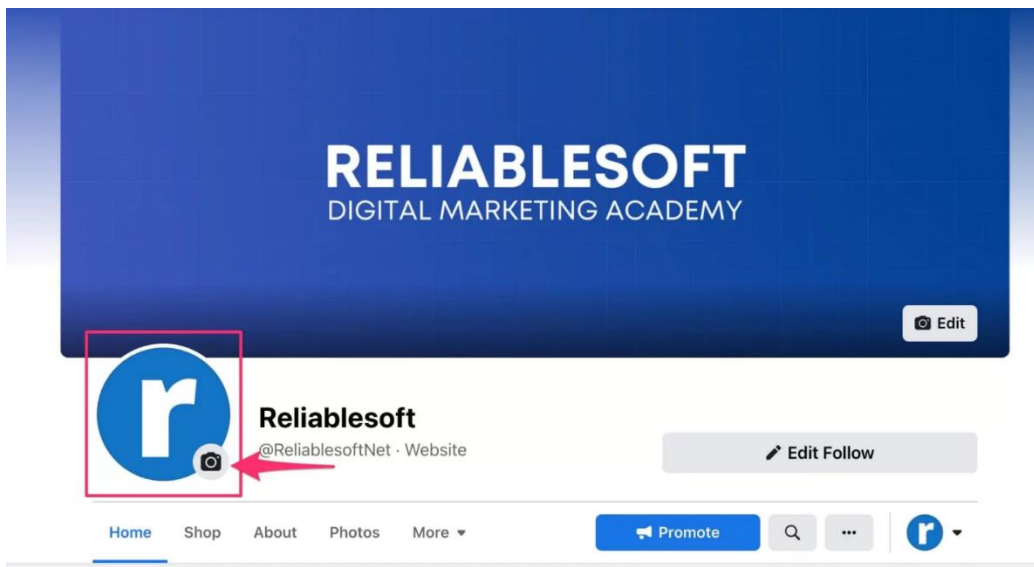 RELIABLESOFT
DIGITAL MARKETING ACADEMY
Edit
r
Reliablesoft
@ReliablesoftNet · Website
Edit Follow
Home Shop About Photos More
Promote
r